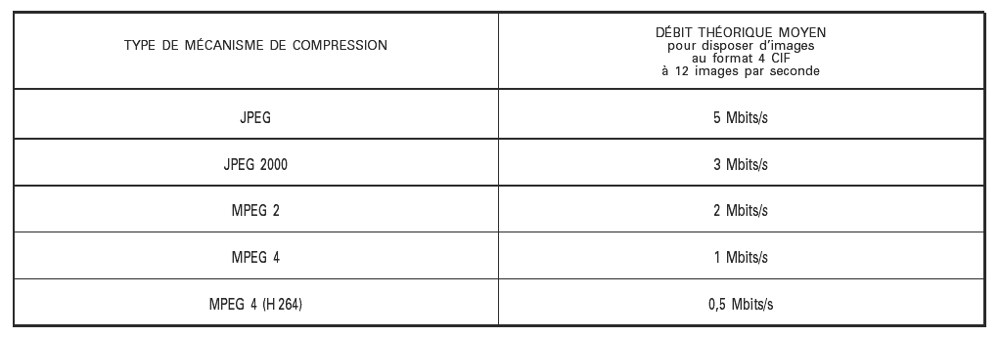 TYPE DE MÉCANISME DE COMPRESSION
DÉBIT THÉORIQUE MOYEN
pour disposer d'images
au format 4 CIF
à 12 images par seconde
JPEG
5 Mbits/s
JPEG 2000
3 Mbits/s
MPEG 2
2 Mbits/s
MPEG 4
1 Mbits/s
MPEG 4 (H 264)
0,5 Mbits/s